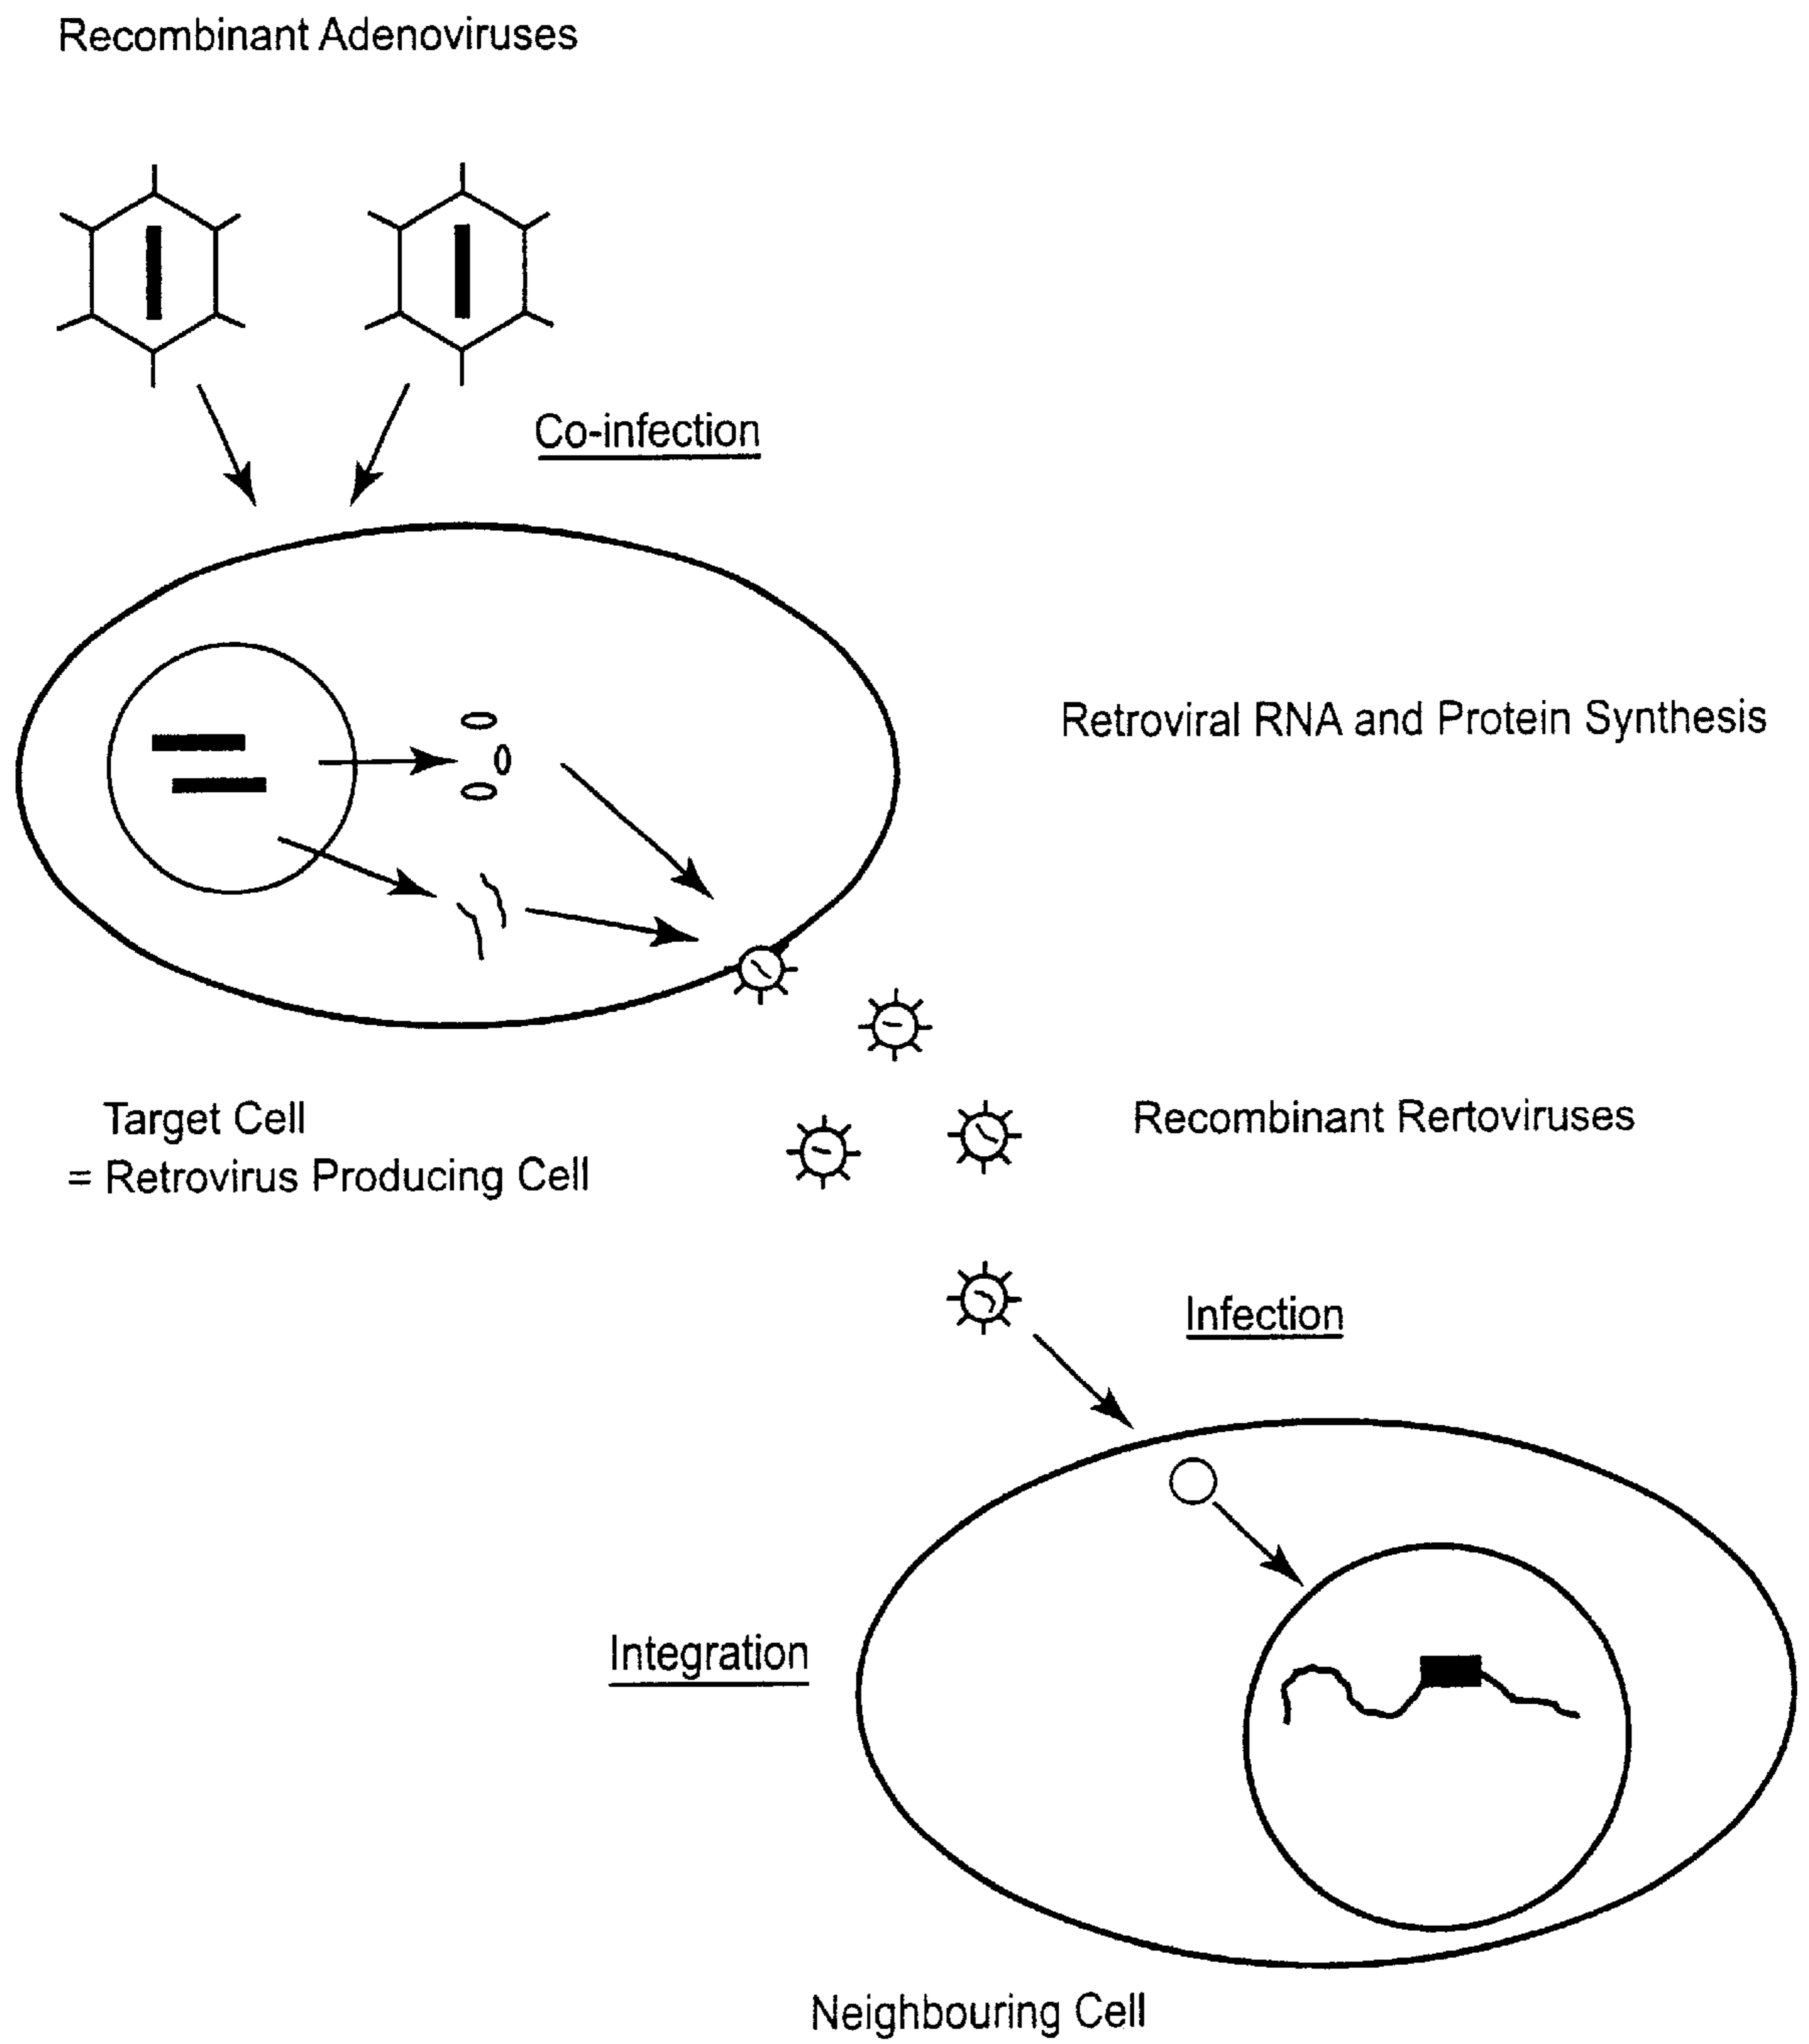 Recombinant Adenoviruses
Co-infection
Retroviral RNA and Protein Synthesis
Target Cell
= Retrovirus Producing Cell
Recombinant Rertoviruses
Infection
Integration
Neighbouring Cell